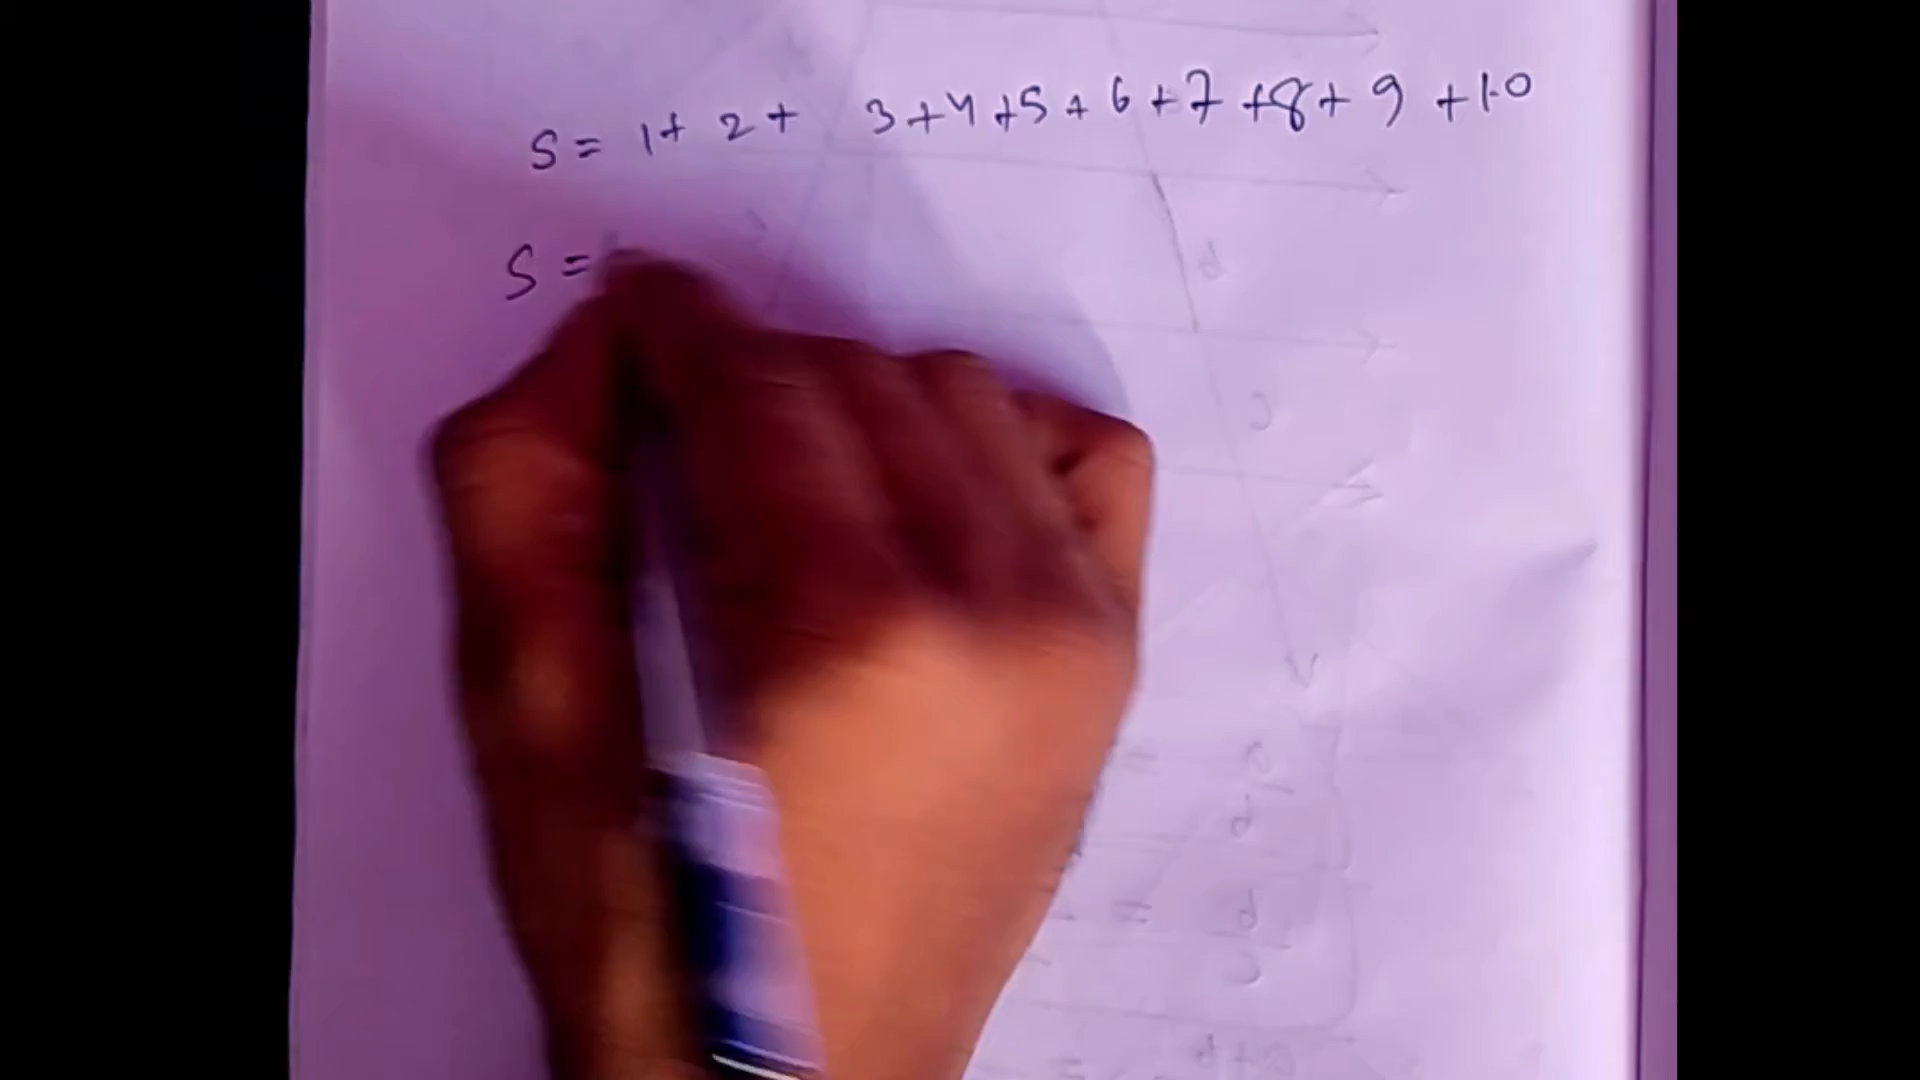 S = 1 + 2 + 3 + 4 + 5 + 6 + 7 + 8 + 9 + 10
S =